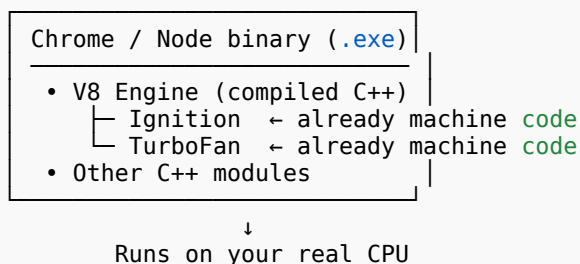 Chrome / Node binary (.exe)
• V8 Engine (compiled C++)
├─ Ignition ← already machine code
└─ TurboFan ← already machine code
• Other C++ modules
↓
Runs on your real CPU